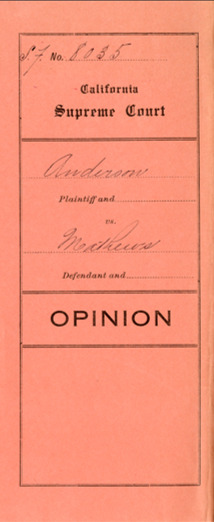 S.F. No. 8035
California
Supreme Court
Anderson
Plaintiff and
vs.
Mathews
Defendant and
OPINION